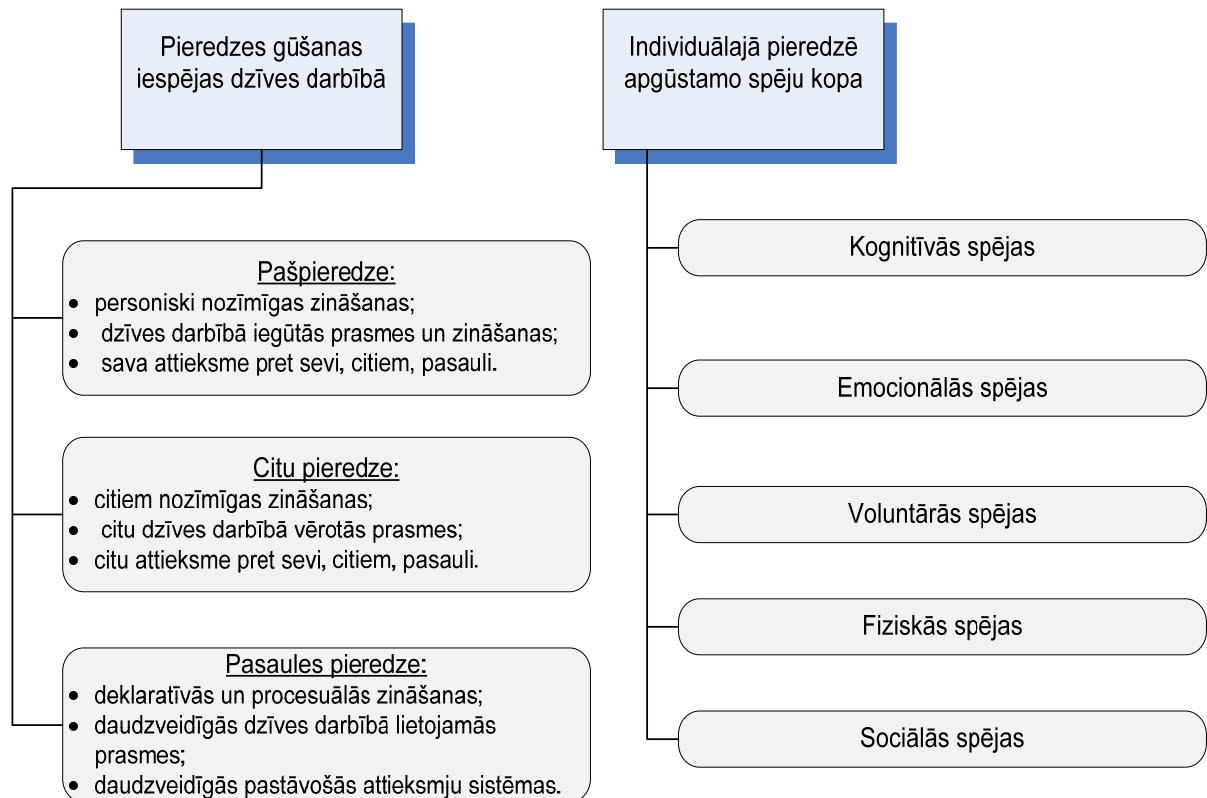 Pieredzes gūšanas
iespējas dzīves darbībā
Pašpieredze:
• personiski nozīmīgas zināšanas;
• dzīves darbībā iegūtās prasmes un zināšanas;
• sava attieksme pret sevi, citiem, pasauli.
Citu pieredze:
• citiem nozīmīgas zināšanas;
• citu dzīves darbībā vērotās prasmes;
• citu attieksme pret sevi, citiem, pasauli.
Pasaules pieredze:
• deklaratīvās un procesuālās zināšanas;
• daudzveidīgās dzīves darbībā lietojamās
prasmes;
• daudzveidīgās pastāvošās attieksmju sistēmas.
Individuālajā pieredzē
apgūstamo spēju kopa
Kognitīvās spējas
Emocionālās spējas
Voluntārās spējas
Fiziskās spējas
Sociālās spējas